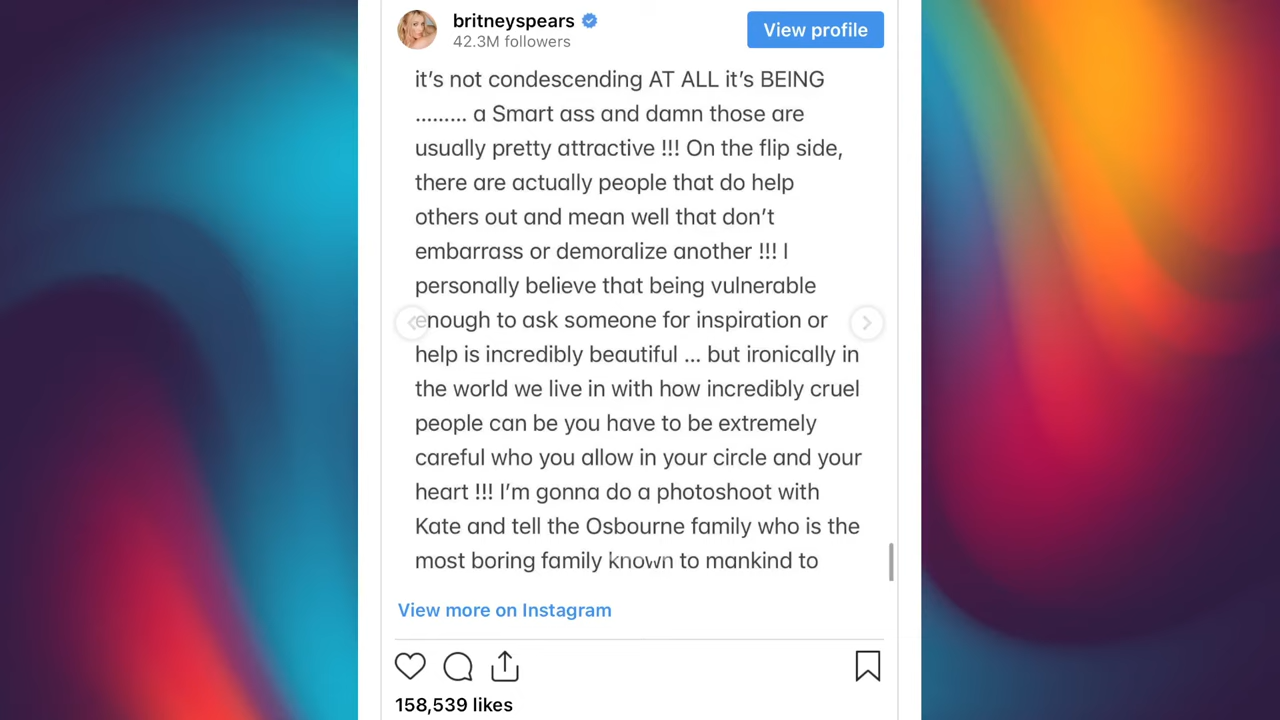 britneyspears
42.3M followers
View profile
it’s not condescending AT ALL it’s BEING
......... a Smart ass and damn those are
usually pretty attractive !!! On the flip side,
there are actually people that do help
others out and mean well that don’t
embarrass or demoralize another !!! I
personally believe that being vulnerable
enough to ask someone for inspiration or
help is incredibly beautiful ... but ironically in
the world we live in with how incredibly cruel
people can be you have to be extremely
careful who you allow in your circle and your
heart !!! I’m gonna do a photoshoot with
Kate and tell the Osbourne family who is the
most boring family known to mankind to
View more on Instagram
158,539 likes